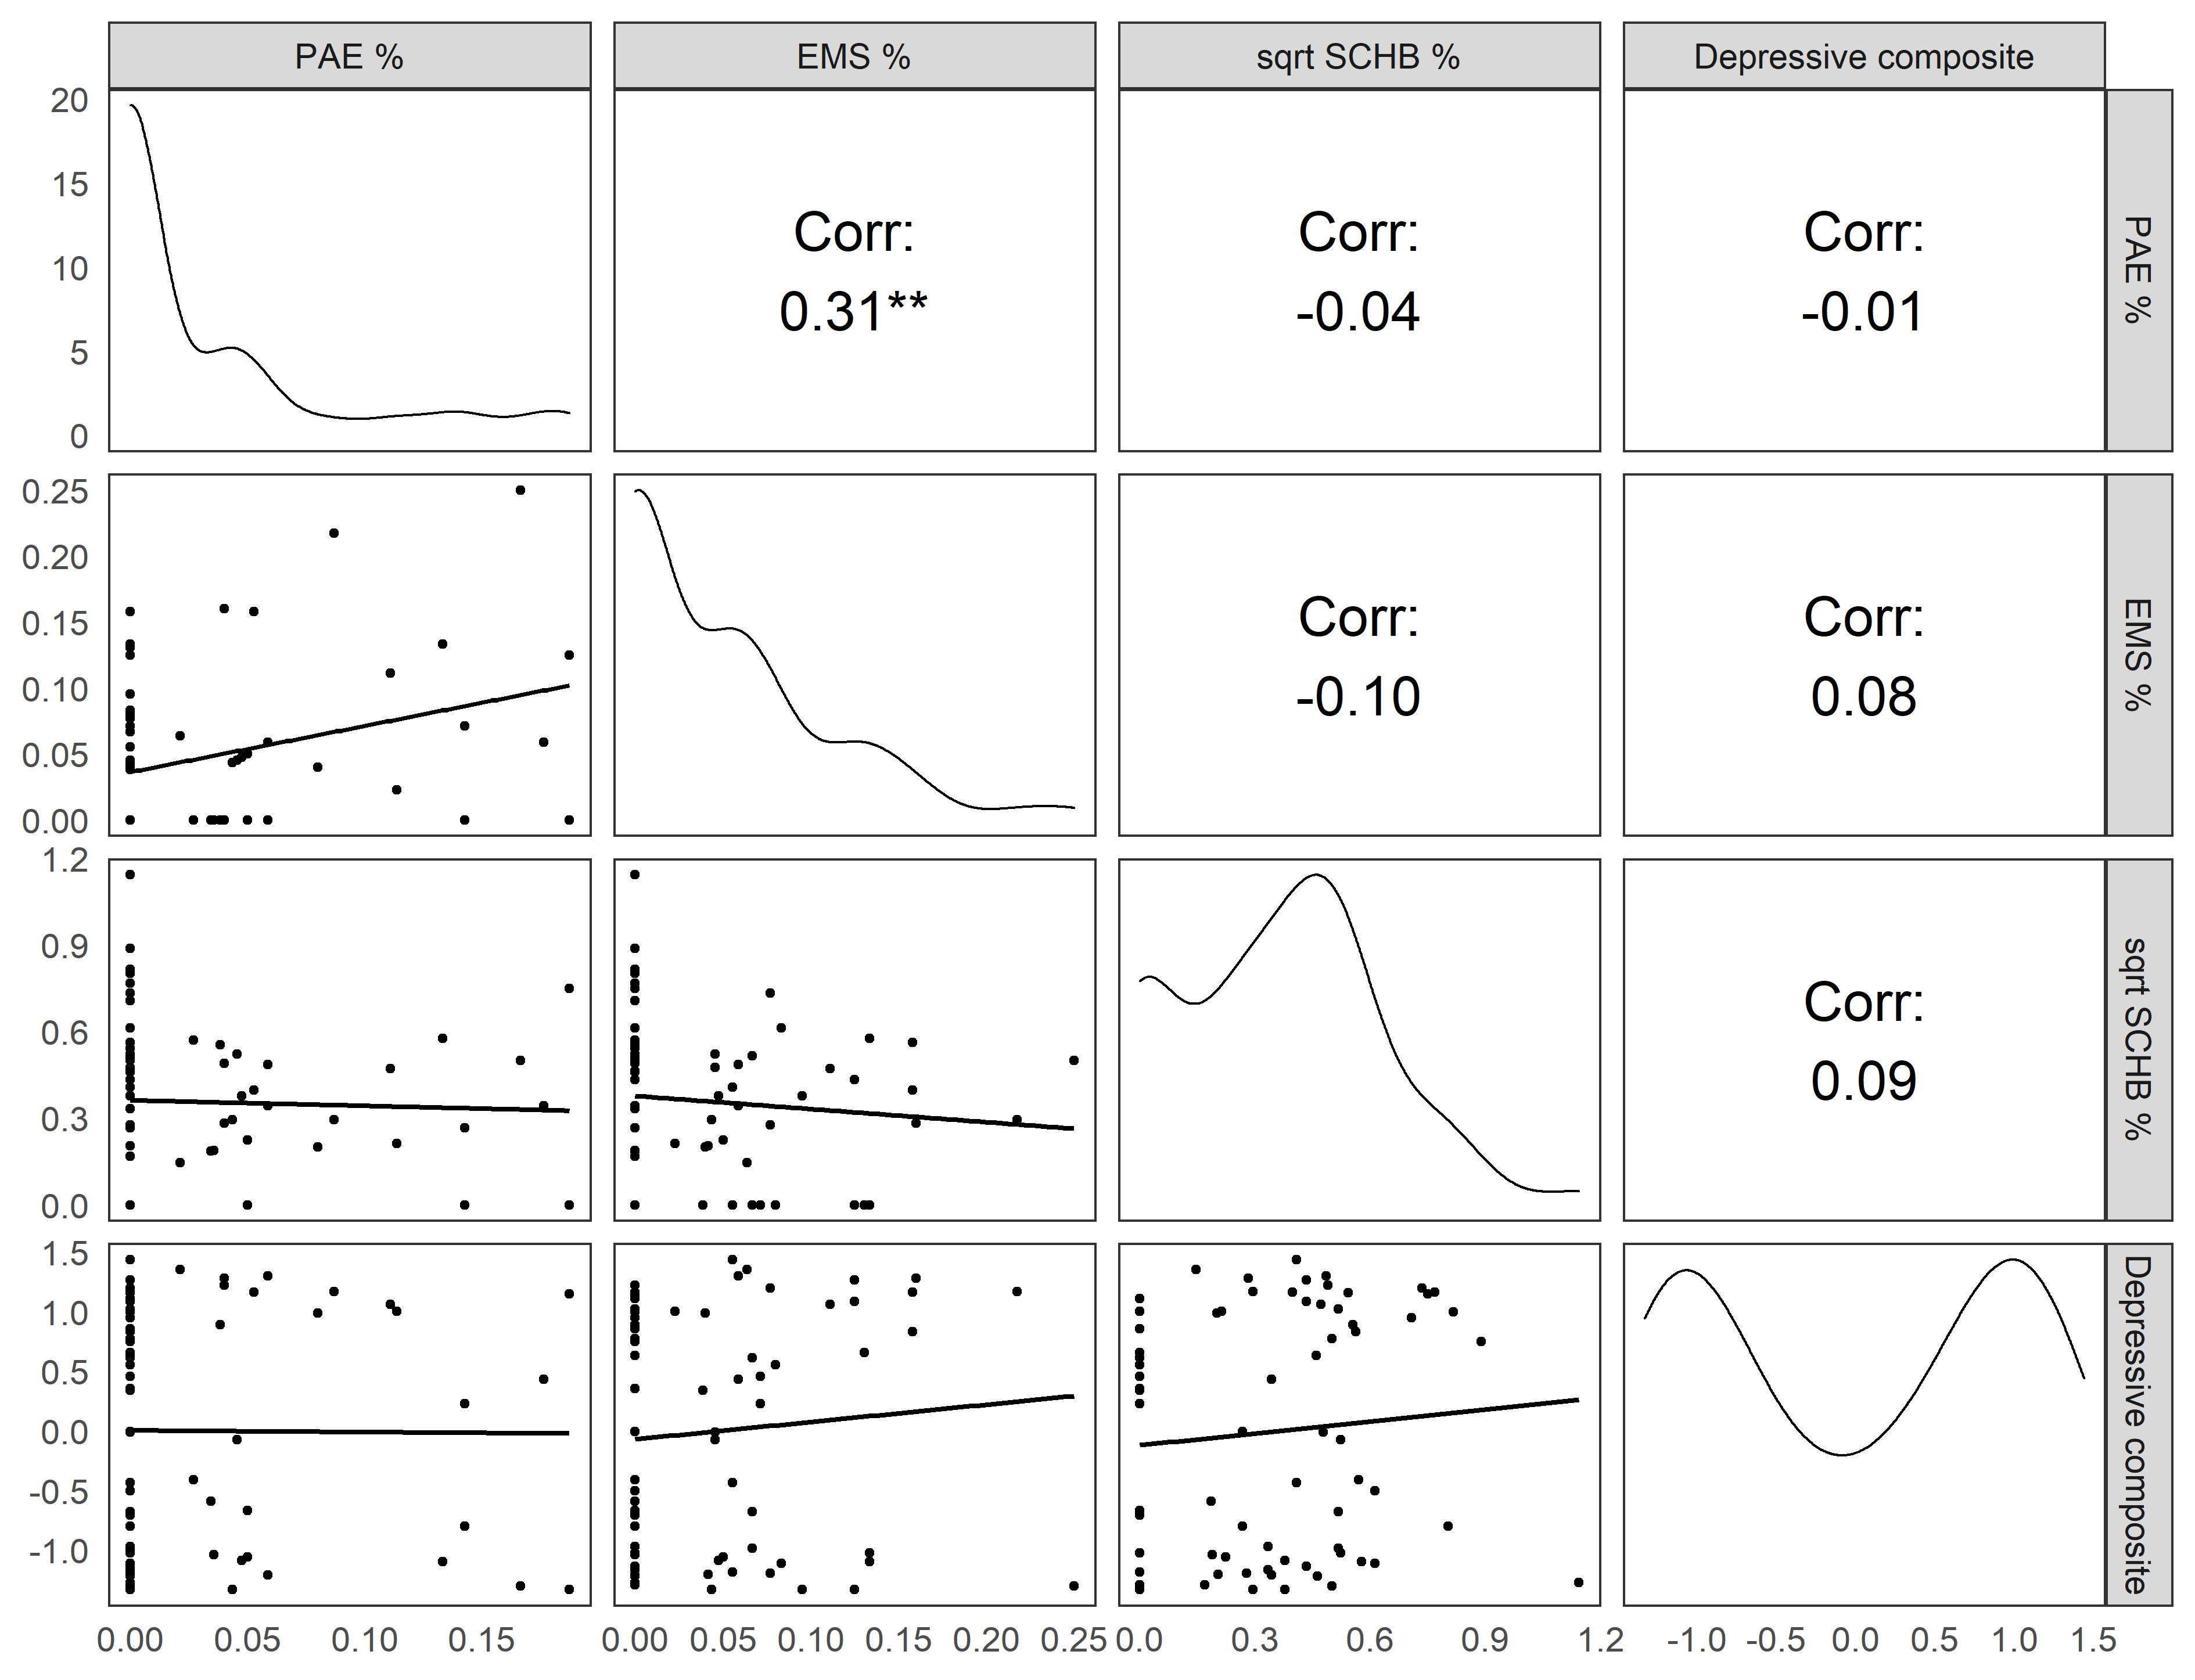 PAE %
EMS %
sqrt SCHB %
Depressive composite
20
15
10
5
0
Corr:
0.31**
Corr:
-0.04
Corr:
-0.01
PAE %
0.25
0.20
0.15
0.10
0.05
0.00
Corr:
-0.10
Corr:
0.08
EMS %
1.2
0.9
0.6
0.3
0.0
Corr:
0.09
sqrt SCHB %
1.5
1.0
0.5
0.0
-0.5
-1.0
Depressive composite
0.00 0.05 0.10 0.15
0.00 0.05 0.10 0.15 0.20 0.25
0.0 0.3 0.6 0.9 1.2
-1.0 -0.5 0.0 0.5 1.0 1.5